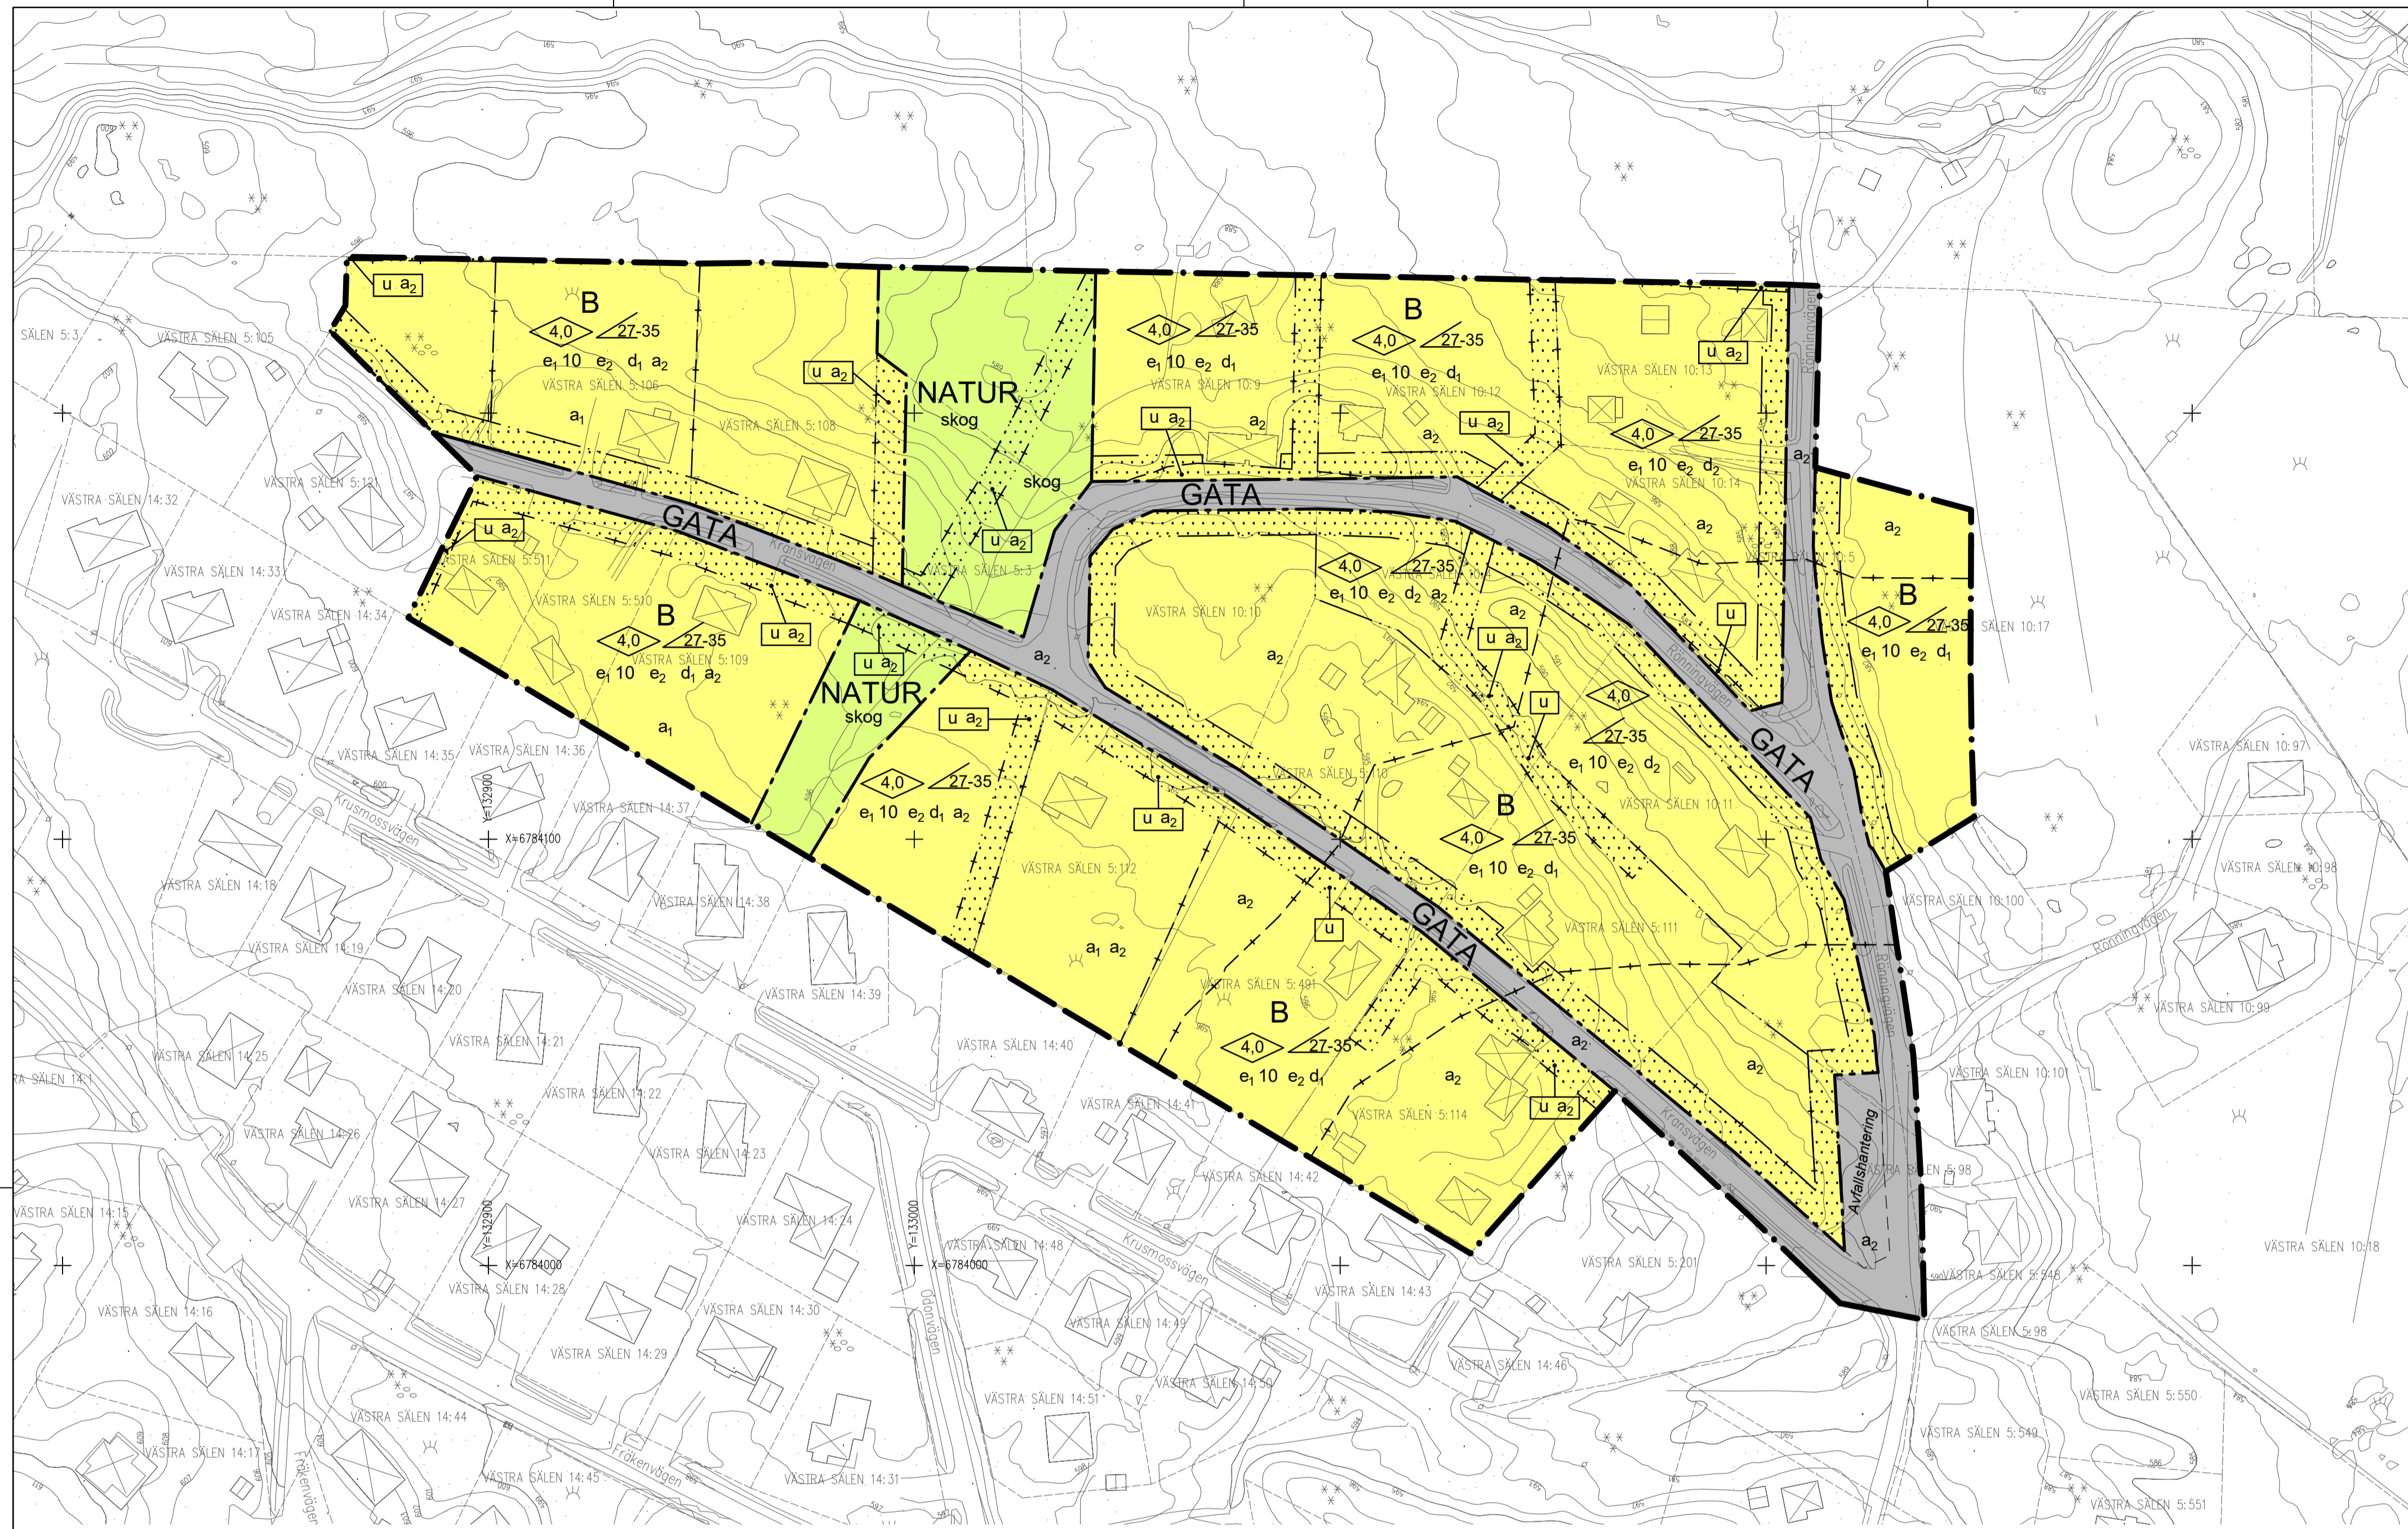 SÄLEN 5:3
VÄSTRA SÄLEN 5:105
u a2
B
4,0 27-35
e1 10 e2 d1 a2
VÄSTRA SÄLEN 5:106
a1
VÄSTRA SÄLEN 5:108
u a2
NATUR
skog
skog
u a2
VÄSTRA SÄLEN 5:3
4,0 27-35
e1 10 e2 d1
VÄSTRA SÄLEN 10:9
u a2
a2
B
4,0 27-35
e1 10 e2 d1
VÄSTRA SÄLEN 10:12
u a2
a2
u a2
VÄSTRA SÄLEN 10:13
4,0 27-35
e1 10 e2 d2
VÄSTRA SÄLEN 10:14
a2
Rönningvägen
a2
a2
VÄSTRA SÄLEN 10:5
B
4,0 27-35
SÄLEN 10:17
e1 10 e2 d1
GATA
GATA
Kransvägen
VÄSTRA SÄLEN 14:32
VÄSTRA SÄLEN 5:121
VÄSTRA SÄLEN 14:33
VÄSTRA SÄLEN 14:34
u a2
VÄSTRA SÄLEN 5:511
VÄSTRA SÄLEN 5:510
B
4,0 27-35
VÄSTRA SÄLEN 5:109
e1 10 e2 d1 a2
u a2
a1
u a2
NATUR
skog
a2
u a2
4,0 27-35
e1 10 e2 d1 a2
u a2
VÄSTRA SÄLEN 5:112
a1 a2
a2
VÄSTRA SÄLEN 10:10
a2
4,0 27-35
e1 10 e2 d2 a2
a2
u a2
u
u
4,0
27-35
e1 10 e2 d2
VÄSTRA SÄLEN 10:11
Rönningvägen
GATA
VÄSTRA SÄLEN 5:110
B
4,0 27-35
e1 10 e2 d1
VÄSTRA SÄLEN 5:111
GATA
u
VÄSTRA SÄLEN 5:491
B
4,0 27-35
e1 10 e2 d1
a2
VÄSTRA SÄLEN 5:114
u a2
a2
a2
Kransvägen
Rönningvägen
Avfallshantering
a2
VÄSTRA SÄLEN 14:35
VÄSTRA SÄLEN 14:36
VÄSTRA SÄLEN 14:37
Krusmossvägen
Y=132900
X=6784100
VÄSTRA SÄLEN 14:18
VÄSTRA SÄLEN 14:38
VÄSTRA SÄLEN 14:19
VÄSTRA SÄLEN 14:20
VÄSTRA SÄLEN 14:39
VÄSTRA SÄLEN 14:21
VÄSTRA SÄLEN 14:25
VÄSTRA SÄLEN 14:40
VÄSTRA SÄLEN 14:22
VÄSTRA SÄLEN 14:41
VÄSTRA SÄLEN 14:26
VÄSTRA SÄLEN 14:23
VÄSTRA SÄLEN 14:42
VÄSTRA SÄLEN 14:27
VÄSTRA SÄLEN 14:15
VÄSTRA SÄLEN 14:24
VÄSTRA SÄLEN 14:48
Krusmossvägen
Y=132900
X=6784000
Y=133000
X=6784000
VÄSTRA SÄLEN 14:28
VÄSTRA SÄLEN 14:43
VÄSTRA SÄLEN 5:201
VÄSTRA SÄLEN 14:16
VÄSTRA SÄLEN 14:30
Odonvägen
VÄSTRA SÄLEN 14:49
VÄSTRA SÄLEN 14:29
VÄSTRA SÄLEN 14:46
VÄSTRA SÄLEN 14:50
VÄSTRA SÄLEN 14:51
VÄSTRA SÄLEN 14:44
VÄSTRA SÄLEN 14:17
Fräkenvägen
Fräkenvägen
VÄSTRA SÄLEN 14:45
VÄSTRA SÄLEN 14:31
VÄSTRA SÄLEN 10:97
VÄSTRA SÄLEN 10:98
VÄSTRA SÄLEN 10:100
Rönningvägen
VÄSTRA SÄLEN 10:99
VÄSTRA SÄLEN 10:101
VÄSTRA SÄLEN 5:98
VÄSTRA SÄLEN 10:18
VÄSTRA SÄLEN 5:548
VÄSTRA SÄLEN 5:98
VÄSTRA SÄLEN 5:550
VÄSTRA SÄLEN 5:549
VÄSTRA SÄLEN 5:551